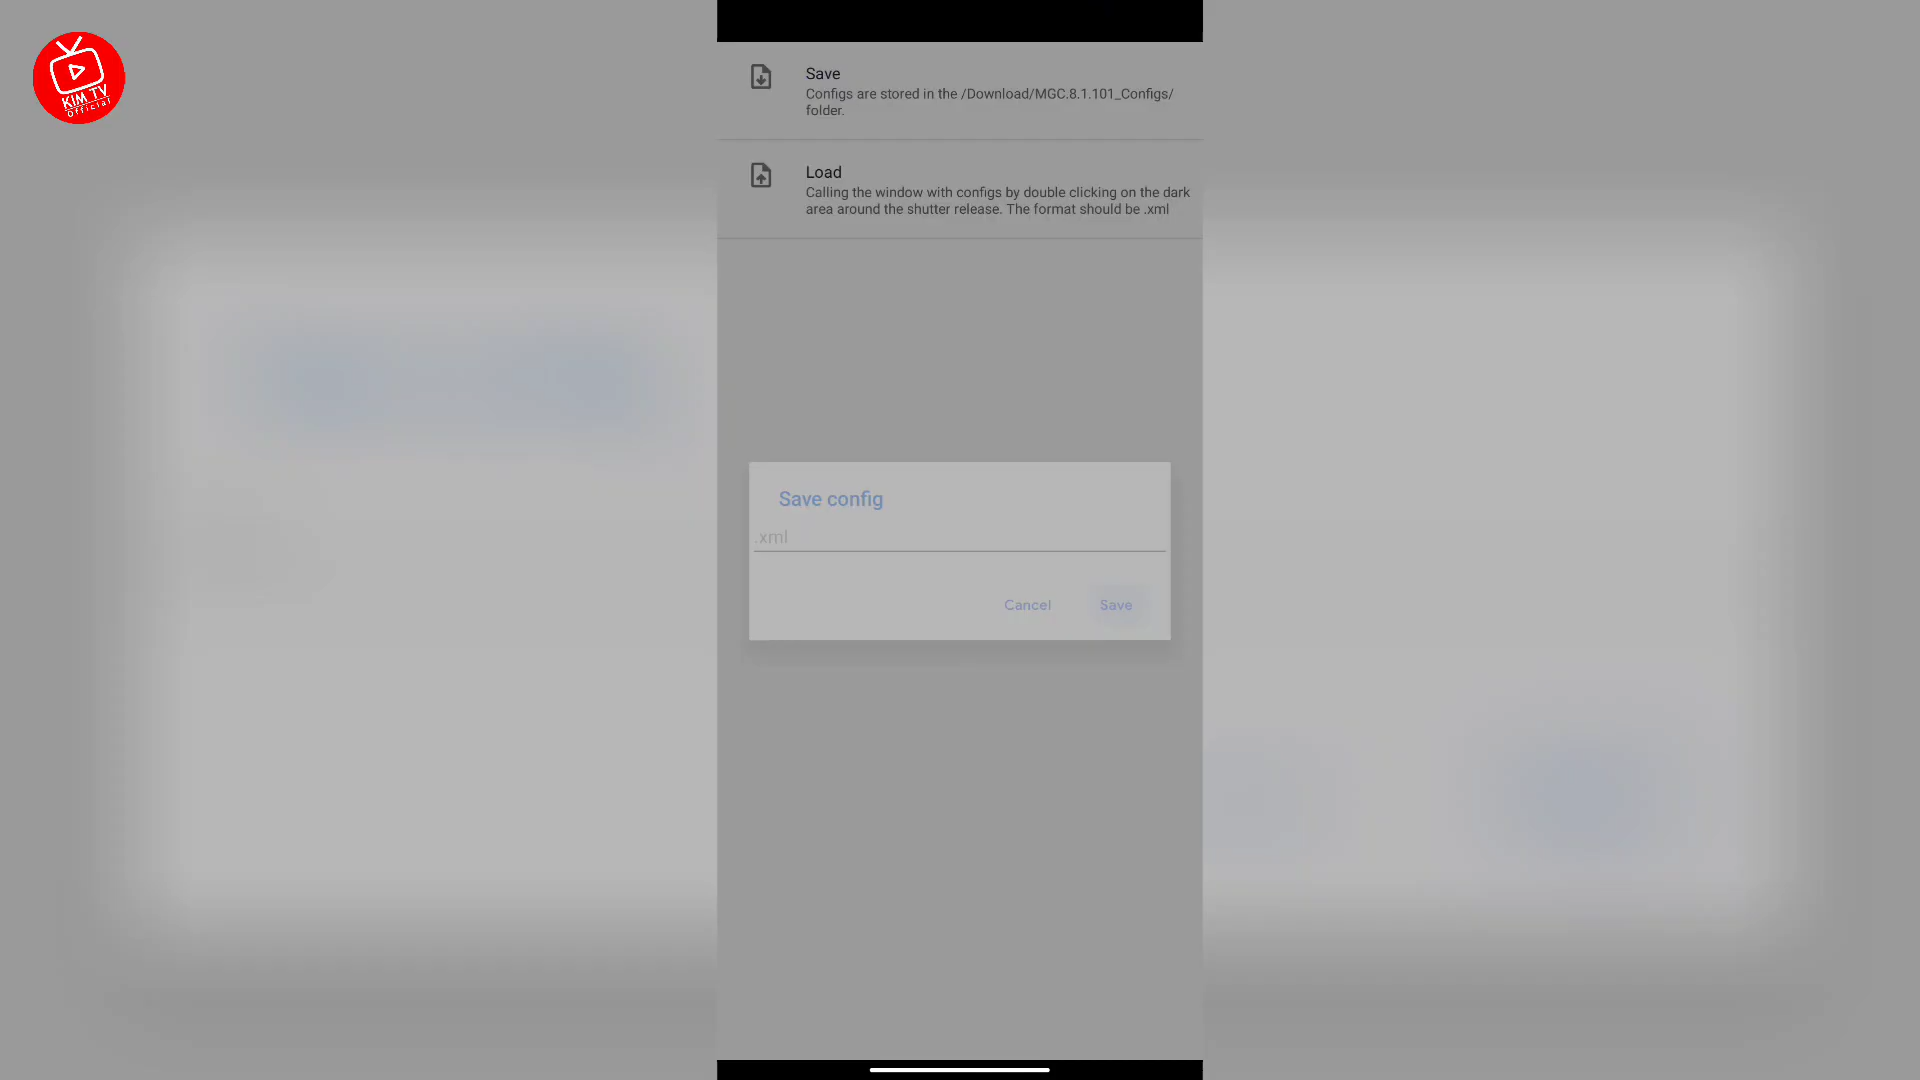 KIM TV
official
Save
Configs are stored in the /Download/MGC.8.1.101_Configs/
folder.
Load
Calling the window with configs by double clicking on the dark
area around the shutter release. The format should be .xml
Save config
.xml
Cancel
Save